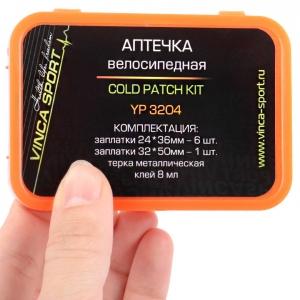 VINCA SPORT
АПТЕЧКА
велосипедная
COLD PATCH KIT
YP 3204
КОМПЛЕКТАЦИЯ:
заплатки 24*36мм – 6 шт.
заплатки 32*50мм – 1 шт.
терка металлическая
клей 8 мл
www.vinca-sport.ru